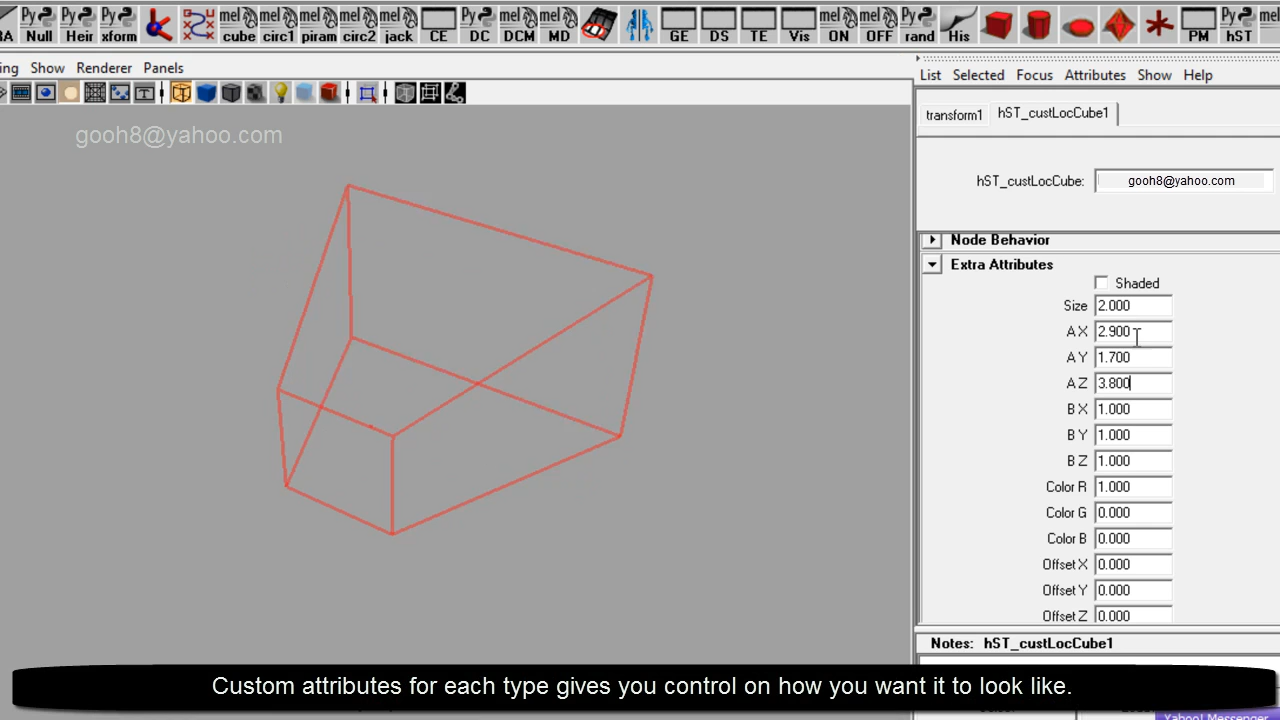 RA Null Heir xform cube circ1 piram circ2 jack CE DC DCM MD GE DS TE Vis ON OFF rand His PM hST
Py Py Py mel mel mel mel mel Py mel mel mel mel Py Py mel
ing Show Renderer Panels
List Selected Focus Attributes Show Help
gooh8@yahoo.com
transform1 hST_custLocCube1
hST_custLocCube: gooh8@yahoo.com
Node Behavior
Extra Attributes
Shaded
Size 2.000
A X 2.900
A Y 1.700
A Z 3.800
B X 1.000
B Y 1.000
B Z 1.000
Color R 1.000
Color G 0.000
Color B 0.000
Offset X 0.000
Offset Y 0.000
Offset Z 0.000
Notes: hST_custLocCube1
Custom attributes for each type gives you control on how you want it to look like.
Yahoo! Messenger